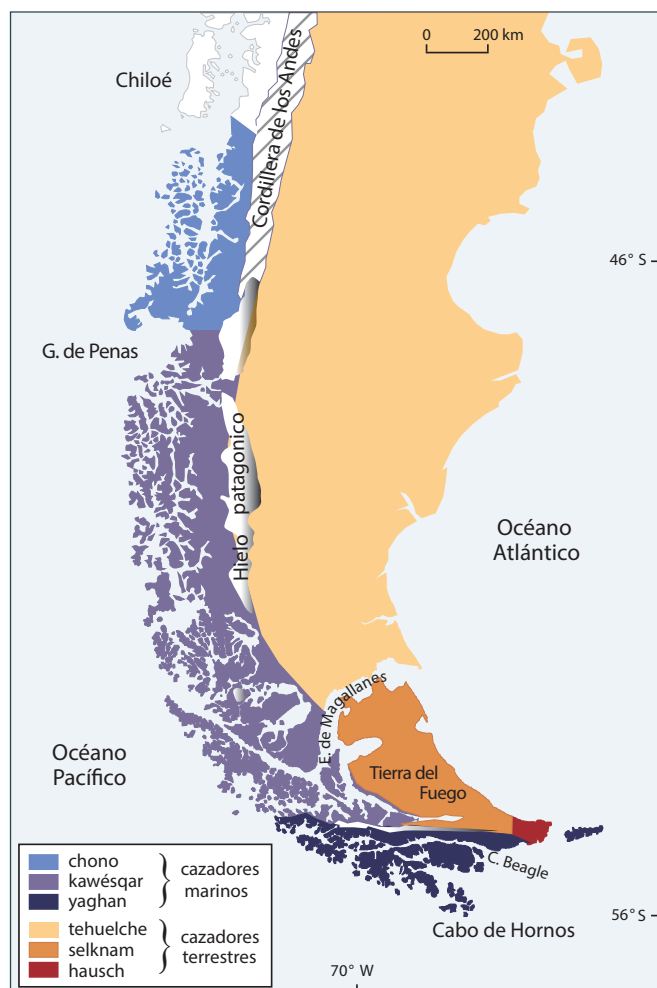 0 200 km
Chiloé
Cordillera de los Andes
46° S
G. de Penas
Hielo patagonico
Océano
Atlántico
E. de Magallanes
Océano
Pacífico
Tierra del
Fuego
C. Beagle
chono
kawésqar
yaghan
cazadores
marinos
tehuelche
selknam
hausch
cazadores
terrestres
Cabo de Hornos
56° S
70° W